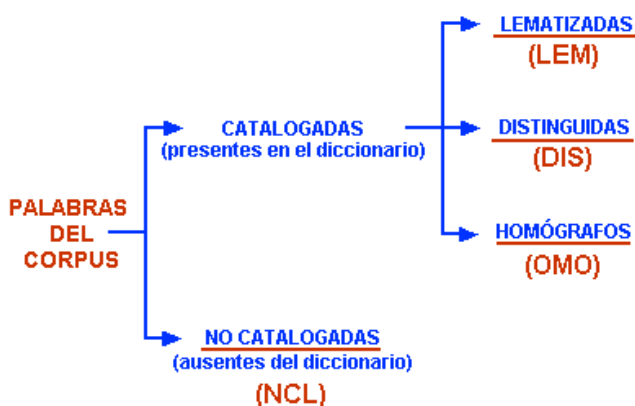 PALABRAS
DEL
CORPUS
CATALOGADAS
(presentes en el diccionario)
LEMATIZADAS
(LEM)
DISTINGUIDAS
(DIS)
HOMÓGRAFOS
(OMO)
NO CATALOGADAS
(ausentes del diccionario)
(NCL)